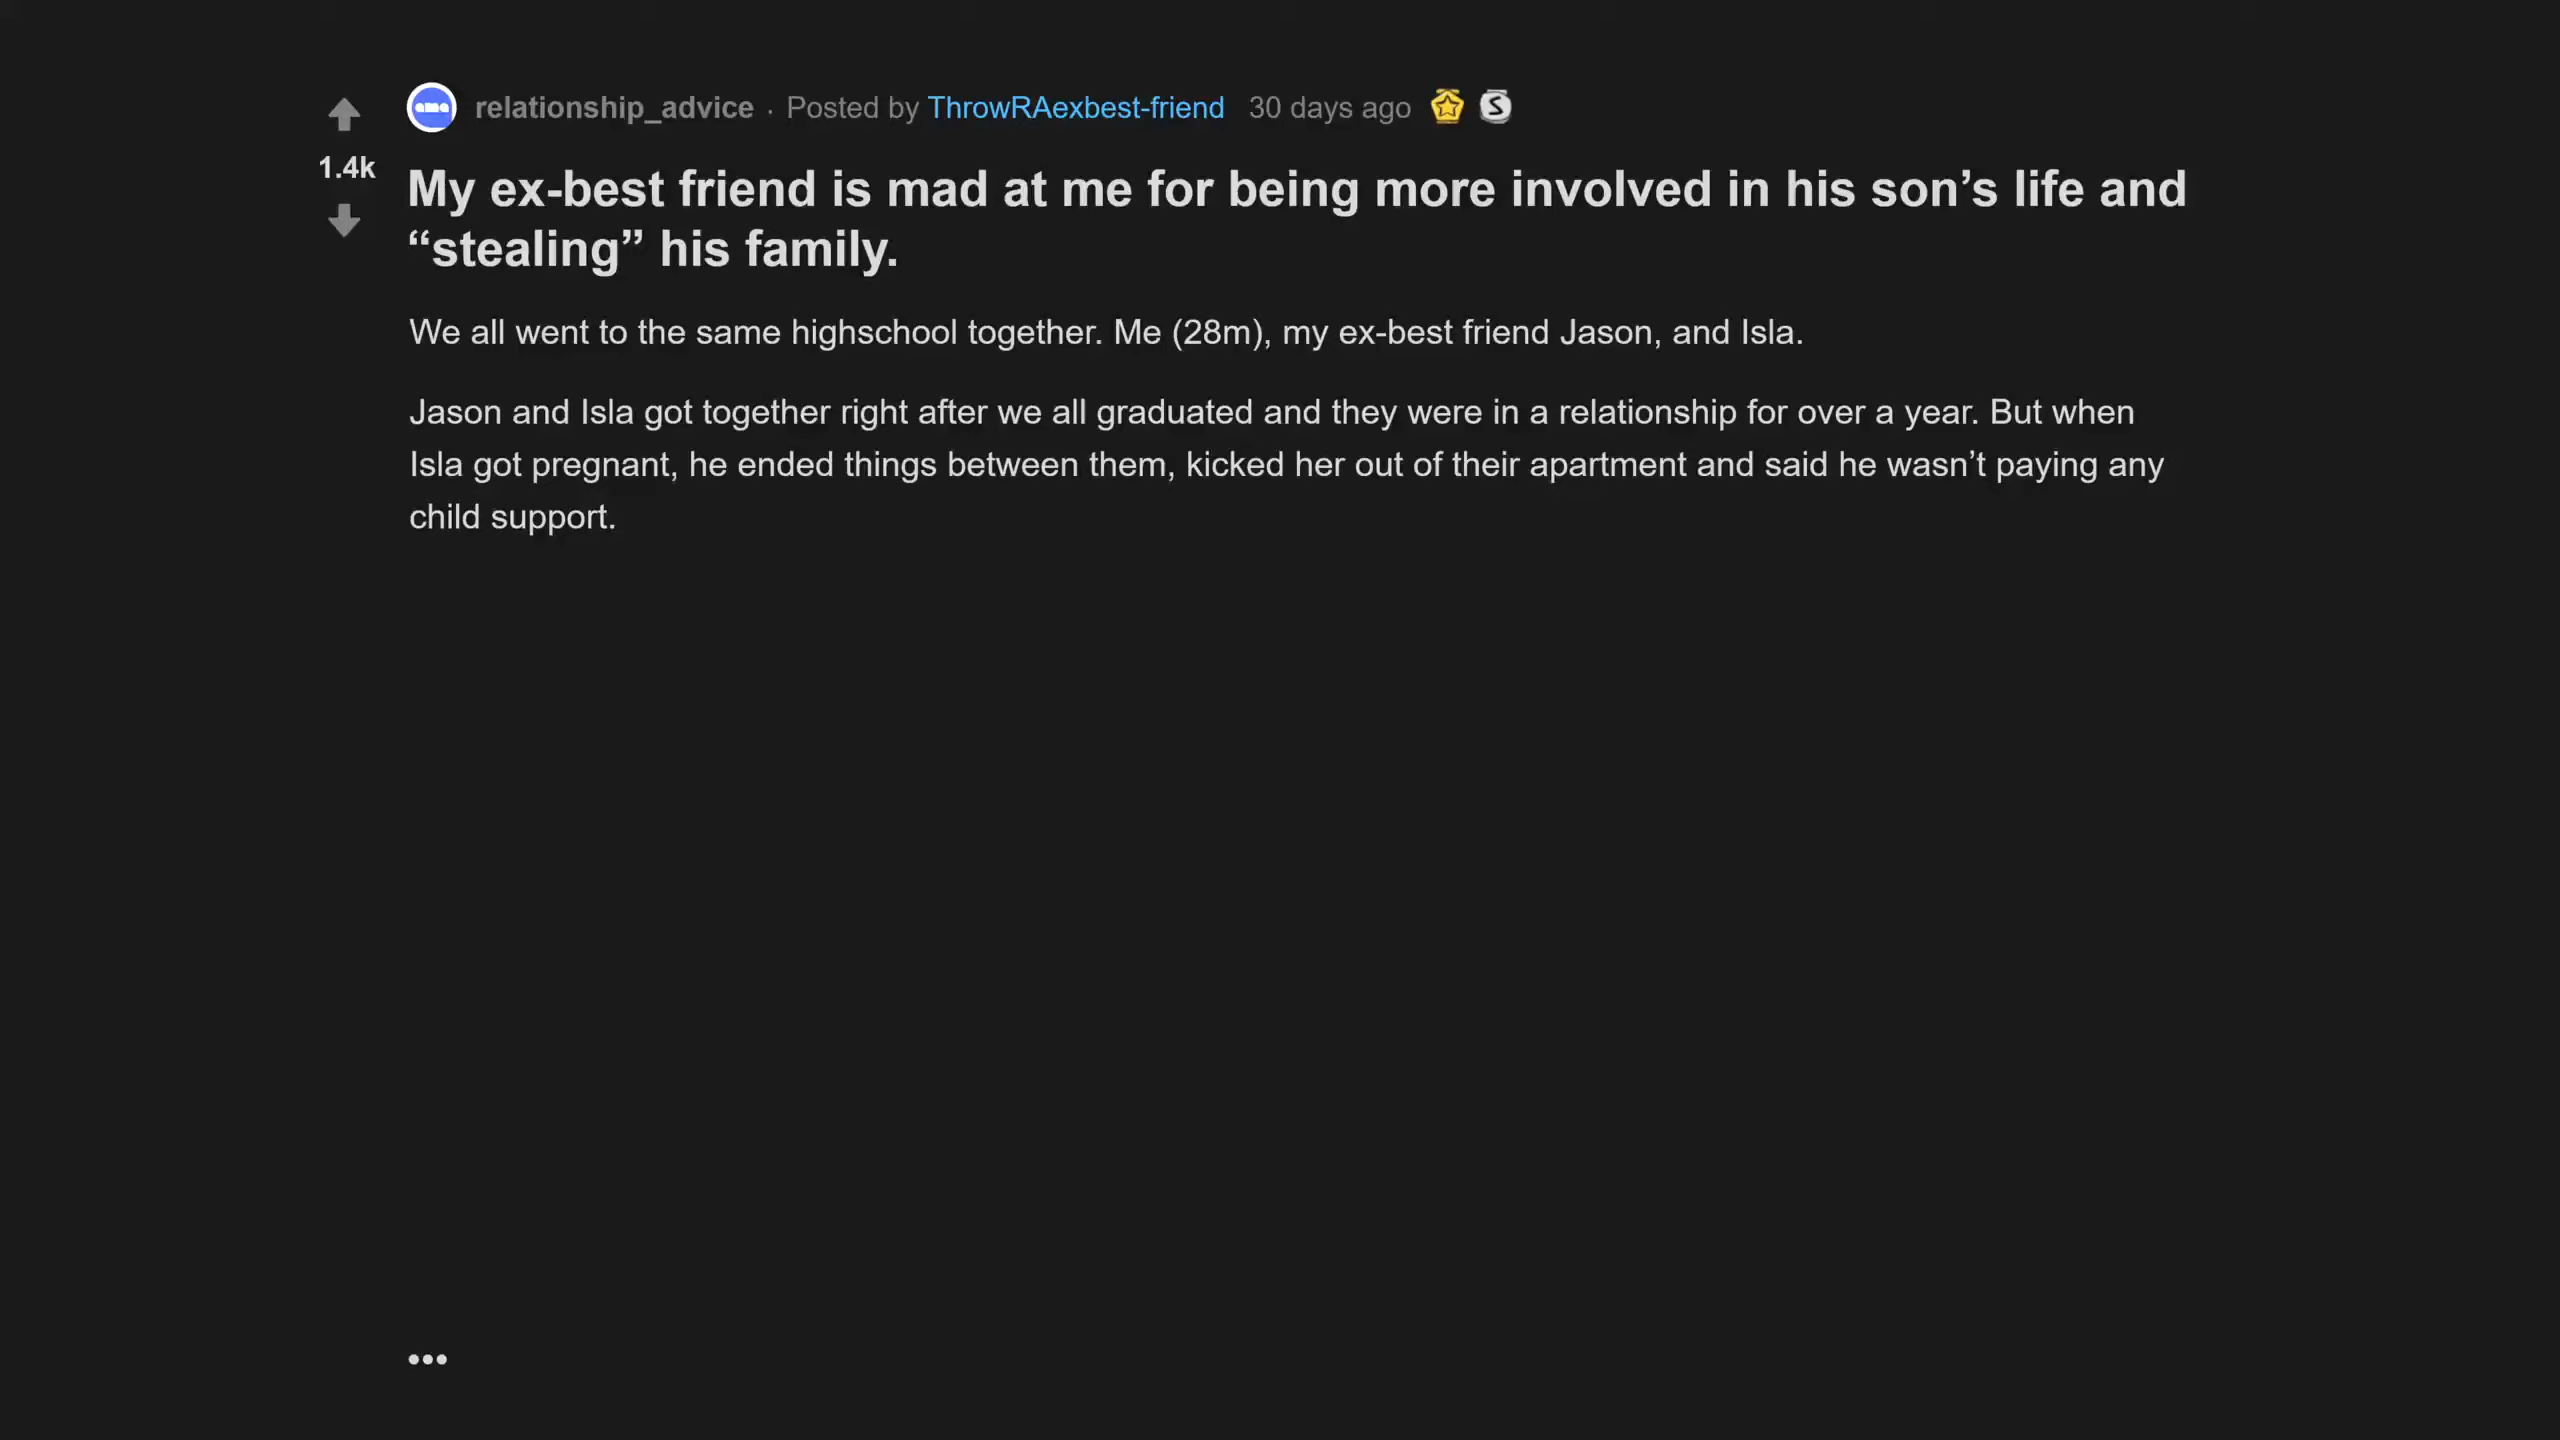 relationship_advice · Posted by ThrowRAexbest-friend 30 days ago
1.4k
My ex-best friend is mad at me for being more involved in his son’s life and
“stealing” his family.
We all went to the same highschool together. Me (28m), my ex-best friend Jason, and Isla.
Jason and Isla got together right after we all graduated and they were in a relationship for over a year. But when
Isla got pregnant, he ended things between them, kicked her out of their apartment and said he wasn’t paying any
child support.
•••